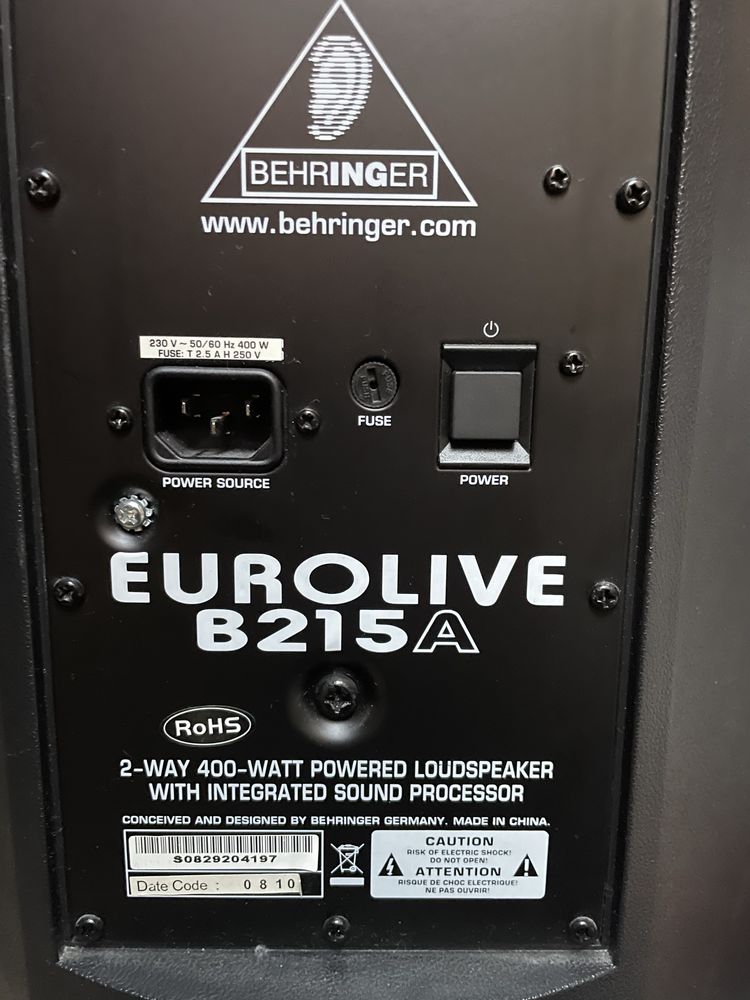 BEHRINGER
www.behringer.com
230 V ~ 50/60 Hz 400 W
FUSE: T 2.5 A H 250 V
FUSE
POWER SOURCE
POWER
EUROLIVE
B215A
RoHS
2-WAY 400-WATT POWERED LOUDSPEAKER
WITH INTEGRATED SOUND PROCESSOR
CONCEIVED AND DESIGNED BY BEHRINGER GERMANY. MADE IN CHINA.
S0829204197
Date Code : 0810
CAUTION
RISK OF ELECTRIC SHOCK!
DO NOT OPEN!
ATTENTION
RISQUE DE CHOC ELECTRIQUE!
NE PAS OUVRIR!